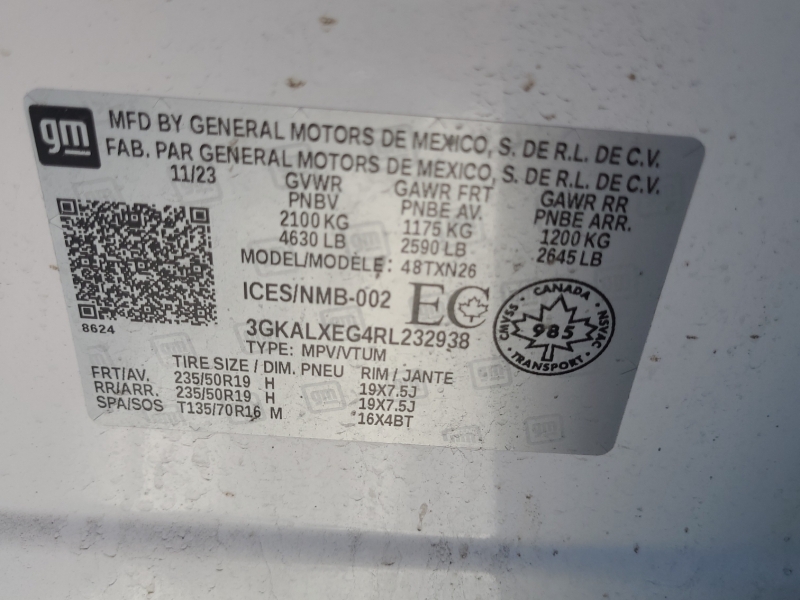 gm
MFD BY GENERAL MOTORS DE MEXICO, S. DE R.L. DE C.V.
FAB. PAR GENERAL MOTORS DE MEXICO, S. DE R.L. DE C.V.
11/23 GVWR GAWR FRT GAWR RR
PNBV PNBE AV. PNBE ARR.
2100 KG 1175 KG 1200 KG
4630 LB 2590 LB 2645 LB
MODEL/MODÈLE: 48TXN26
ICES/NMB-002 EC
8624
3GKALXEG4RL232938
TYPE: MPV/VTUM
CANADA
CMVSS 985 NSVAC
TRANSPORT
TIRE SIZE / DIM. PNEU RIM / JANTE
FRT/AV. 235/50R19 H 19X7.5J
RR/ARR. 235/50R19 H 19X7.5J
SPA/SOS T135/70R16 M 16X4BT